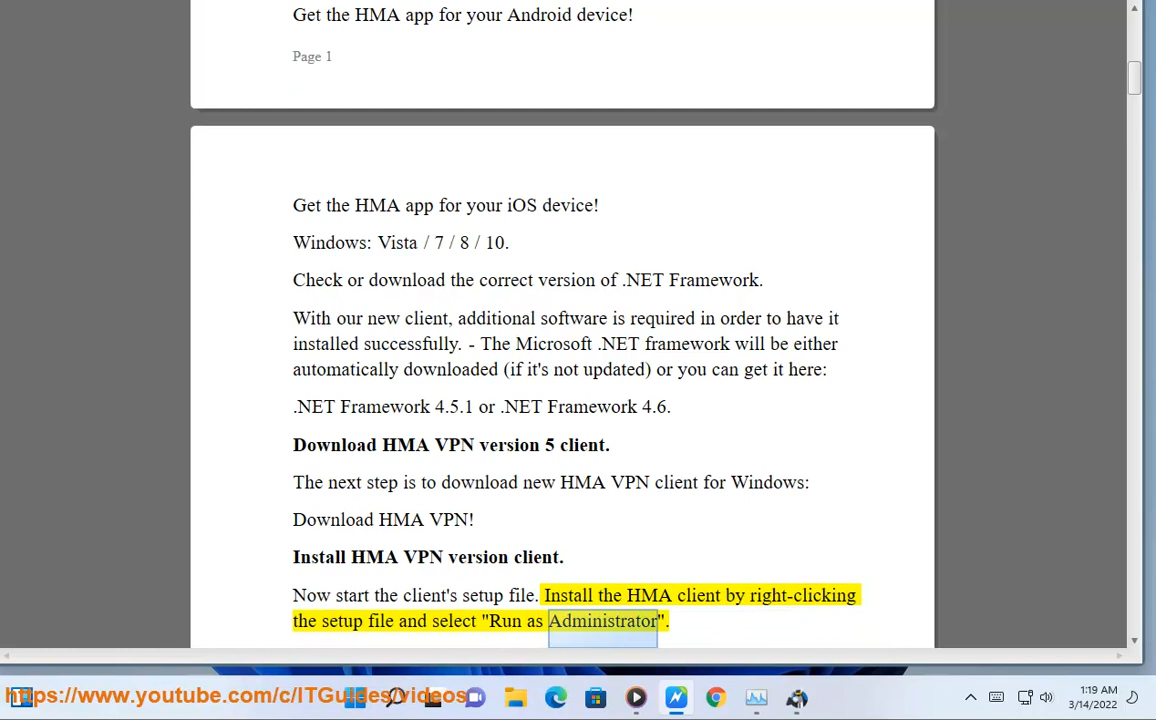 Get the HMA app for your Android device!
Page 1
Get the HMA app for your iOS device!
Windows: Vista / 7 / 8 / 10.
Check or download the correct version of .NET Framework.
With our new client, additional software is required in order to have it
installed successfully. - The Microsoft .NET framework will be either
automatically downloaded (if it's not updated) or you can get it here:
.NET Framework 4.5.1 or .NET Framework 4.6.
Download HMA VPN version 5 client.
The next step is to download new HMA VPN client for Windows:
Download HMA VPN!
Install HMA VPN version client.
Now start the client's setup file. Install the HMA client by right-clicking
the setup file and select "Run as Administrator".
https://www.youtube.com/c/ITGuides/videos
1:19 AM
3/14/2022